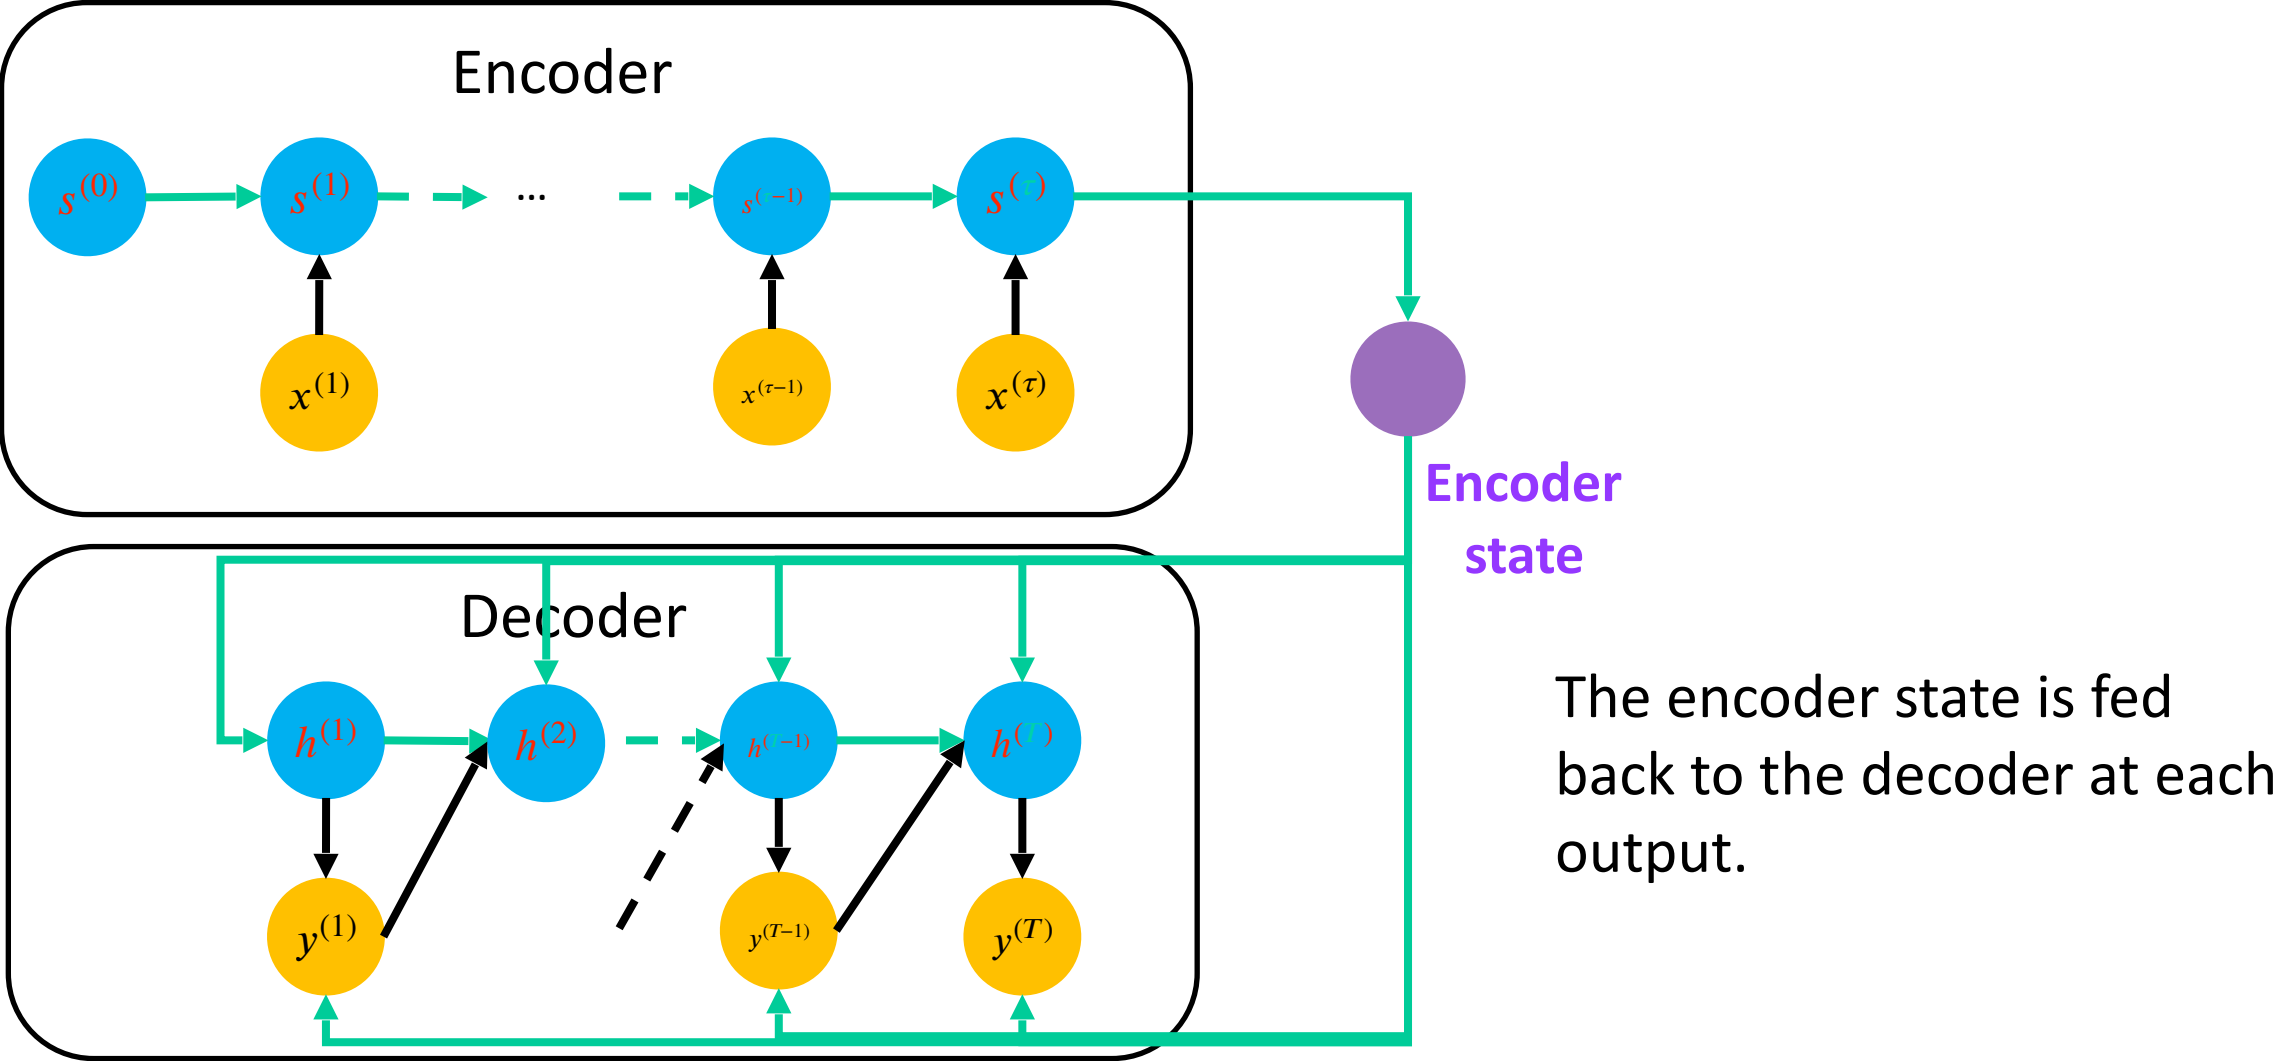 Encoder
s(0) s(1) ... s(τ−1) s(τ)
x(1) x(τ−1) x(τ)
Encoder
state
Decoder
h(1) h(2) h(T−1) h(T)
y(1) y(T−1) y(T)
The encoder state is fed
back to the decoder at each
output.